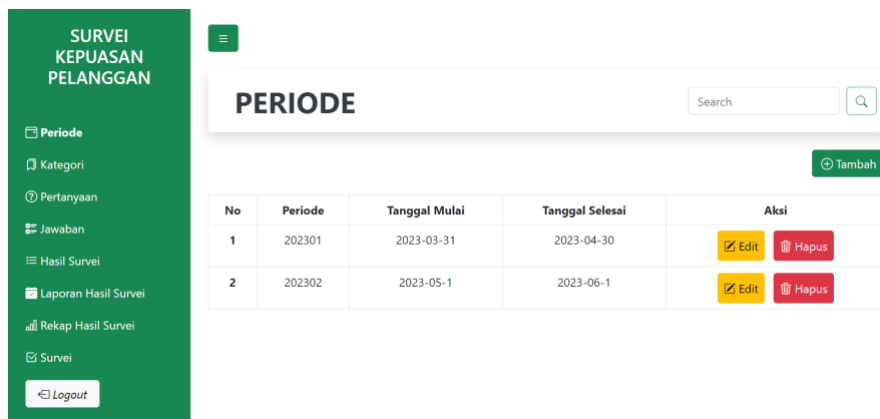 SURVEI
KEPUASAN
PELANGGAN
Periode
Kategori
Pertanyaan
Jawaban
Hasil Survei
Laporan Hasil Survei
Rekap Hasil Survei
Survei
Logout
PERIODE
Search
Tambah
No Periode Tanggal Mulai Tanggal Selesai Aksi
1 202301 2023-03-31 2023-04-30 Edit Hapus
2 202302 2023-05-1 2023-06-1 Edit Hapus